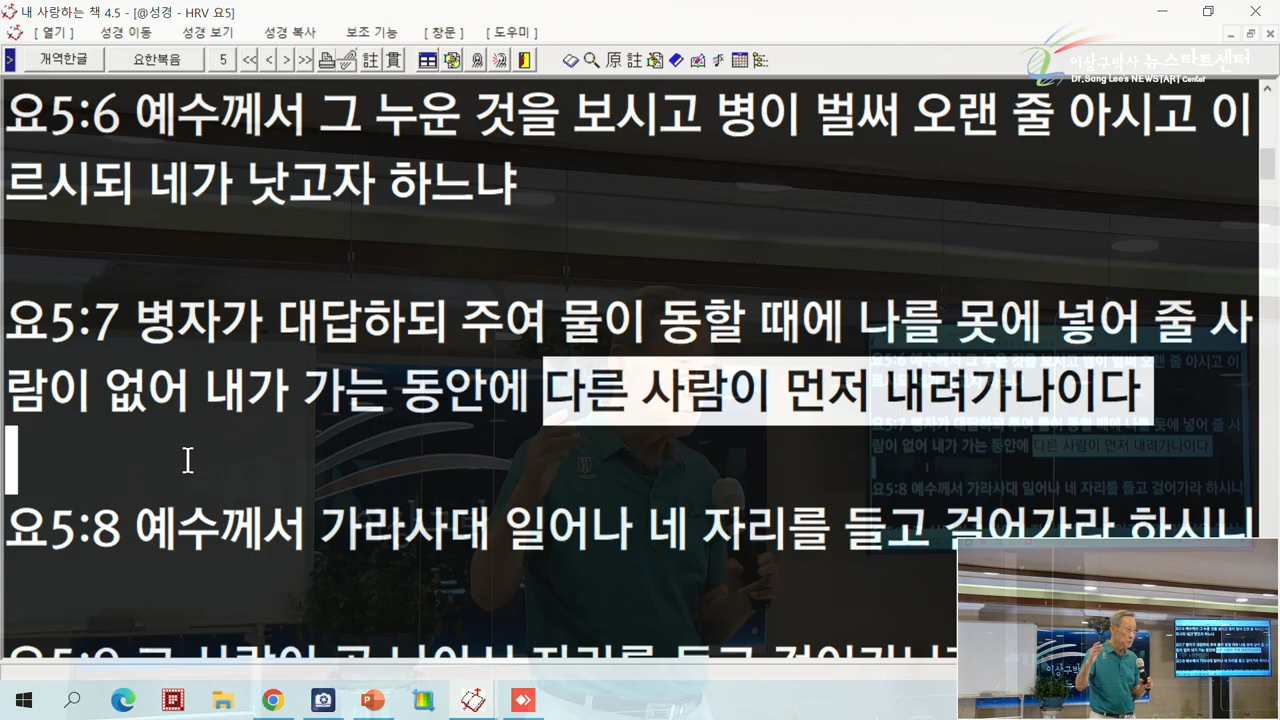 내 사랑하는 책 4.5 - [@성경 - HRV 요5]
[ 열기 ] 성경 이동 성경 보기 성경 복사 보조 기능 [ 창문 ] [ 도우미 ]
개역한글 요한복음 5 << < > >> 註 貫 原 註
이상구박사 뉴스타트센터
Dr.Sang Lee's NEWSTART Center
요5:6 예수께서 그 누운 것을 보시고 병이 벌써 오랜 줄 아시고 이
르시되 네가 낫고자 하느냐
요5:7 병자가 대답하되 주여 물이 동할 때에 나를 못에 넣어 줄 사
람이 없어 내가 가는 동안에 다른 사람이 먼저 내려가나이다
요5:8 예수께서 가라사대 일어나 네 자리를 들고 걸어가라 하시니